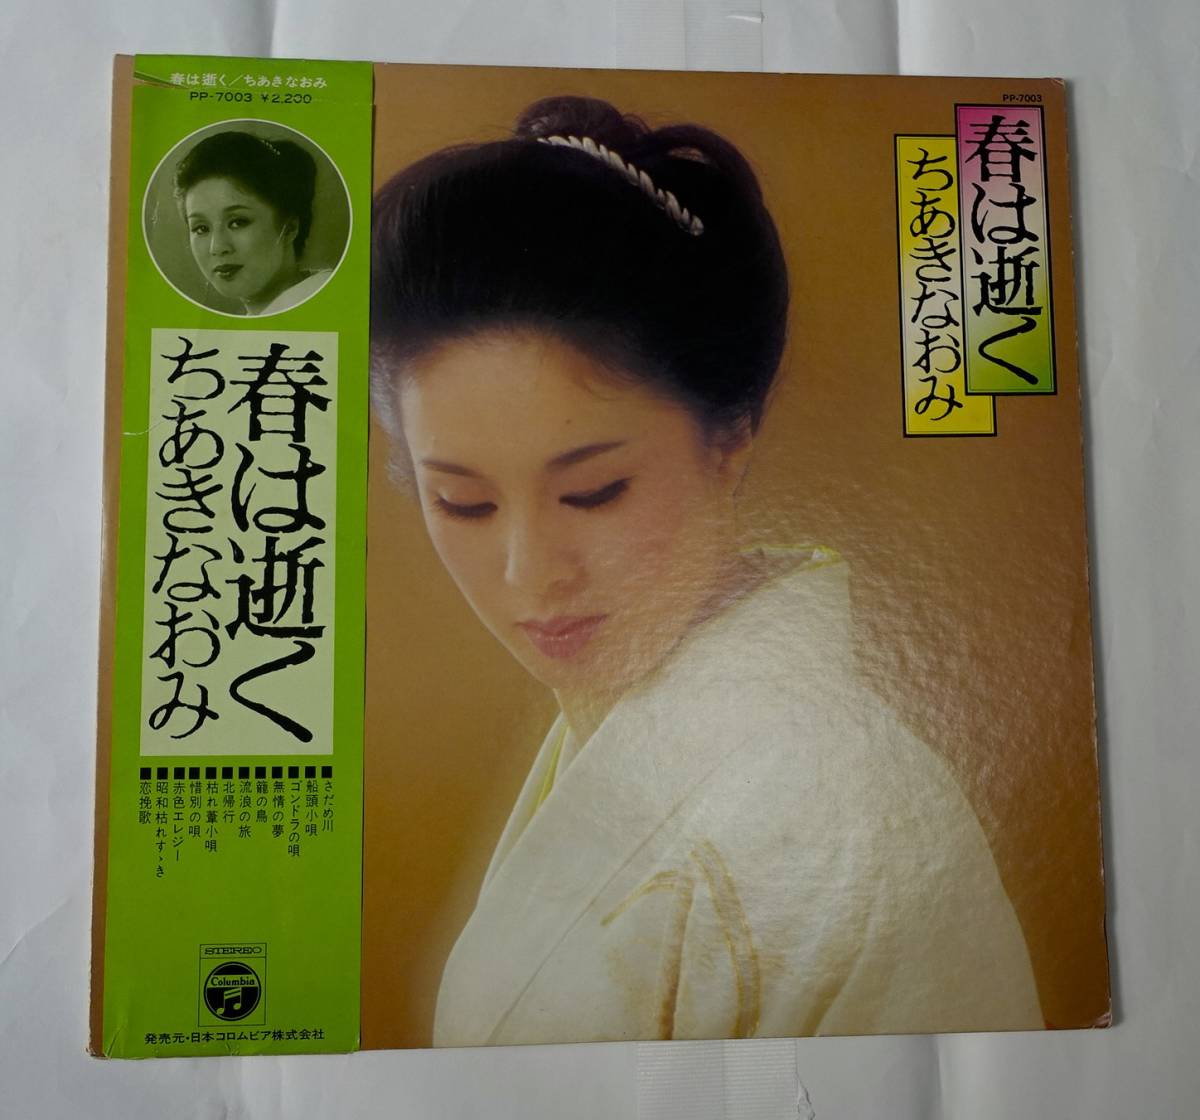 春は逝く／ちあきなおみ
PP-7003 ¥2,200
春は逝く
ちあきなおみ
■さだめ川
■船頭小唄
■ゴンドラの唄
■無情の夢
■籠の鳥
■流浪の旅
■北帰行
■枯れ葦小唄
■惜別の唄
■赤色エレジー
■昭和枯れすゝき
■恋挽歌
STEREO
Columbia
発売元・日本コロムビア株式会社
PP-7003
春は逝く
ちあきなおみ